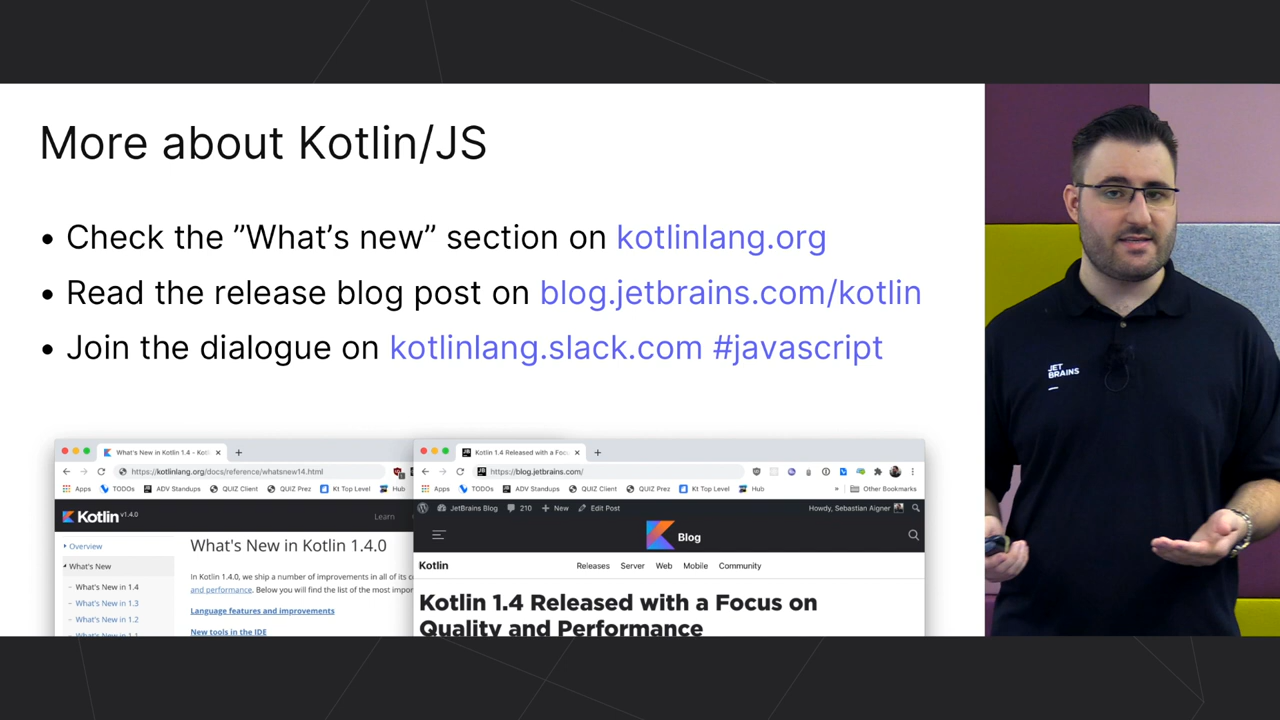 More about Kotlin/JS
• Check the ”What’s new” section on kotlinlang.org
• Read the release blog post on blog.jetbrains.com/kotlin
• Join the dialogue on kotlinlang.slack.com #javascript
JET
BRAINS
What's New in Kotlin 1.4 – Kotl
https://kotlinlang.org/docs/reference/whatsnew14.html
Apps TODOs ADV Standups QUIZ Client QUIZ Prez Kt Top Level Hub
Kotlin v1.4.0
Learn
Overview
What's New
What's New in 1.4
What's New in 1.3
What's New in 1.2
What's New in 1.1
What's New in Kotlin 1.4.0
In Kotlin 1.4.0, we ship a number of improvements in all of its c
and performance. Below you will find the list of the most impor
Language features and improvements
New tools in the IDE
Kotlin 1.4 Released with a Foc
https://blog.jetbrains.com/
Apps TODOs ADV Standups QUIZ Client QUIZ Prez Kt Top Level Hub » Other Bookmarks
JetBrains Blog 210 + New Edit Post Howdy, Sebastian Aigner
Blog
Kotlin
Releases Server Web Mobile Community
Kotlin 1.4 Released with a Focus on
Quality and Performance